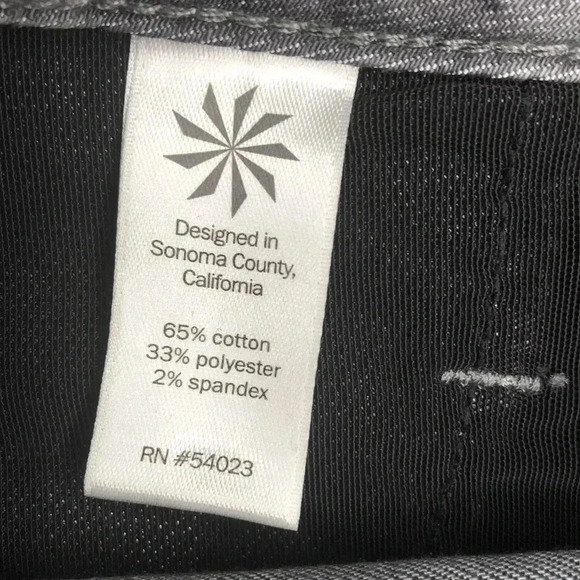 Designed in
Sonoma County,
California
65% cotton
33% polyester
2% spandex
RN #54023